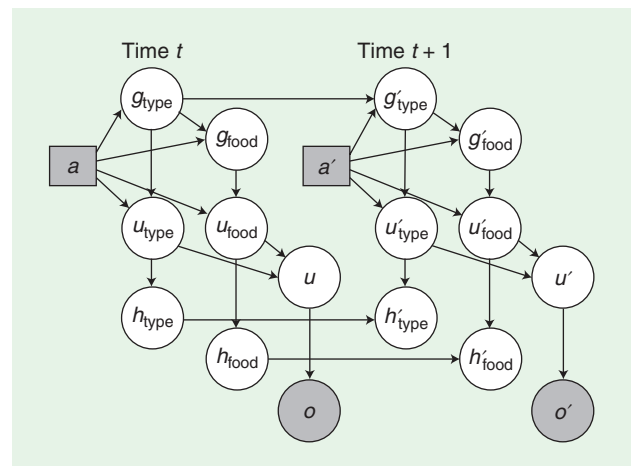 Time t Time t + 1
g_type g′_type
g_food g′_food
a a′
u_type u_food u′_type u′_food
u u′
h_type h′_type
h_food h′_food
o o′